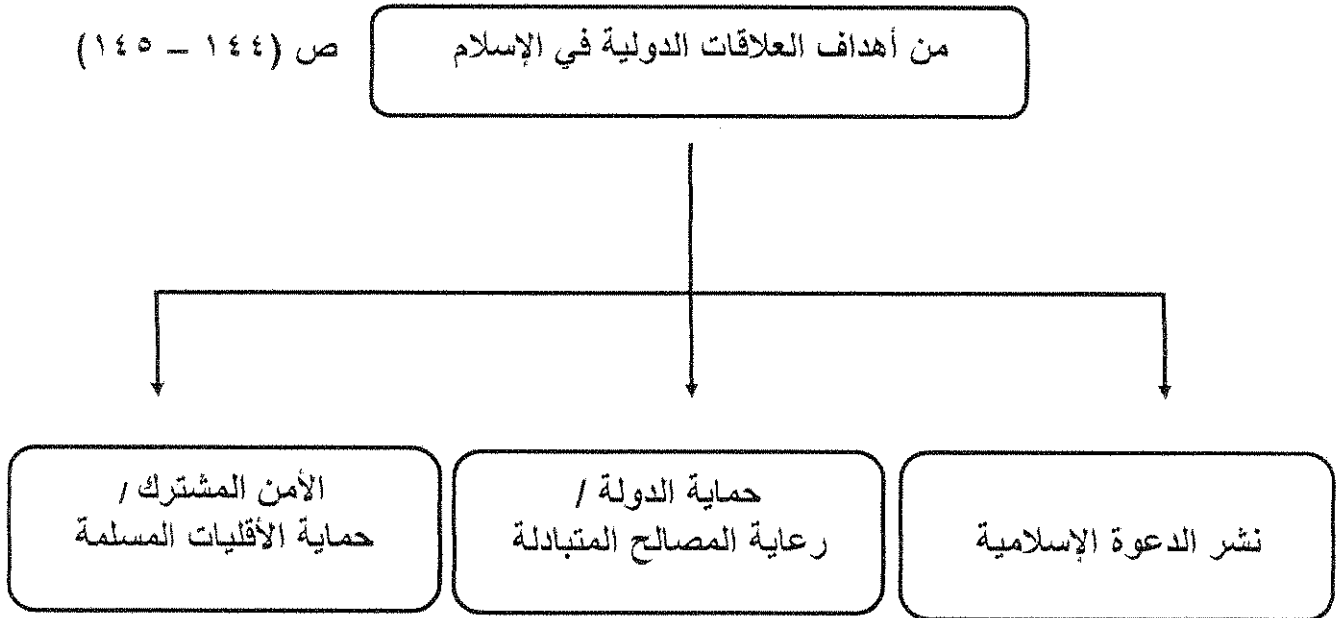 من أهداف العلاقات الدولية في الإسلام
ص (١٤٤ – ١٤٥)
نشر الدعوة الإسلامية
حماية الدولة /
رعاية المصالح المتبادلة
الأمن المشترك /
حماية الأقليات المسلمة